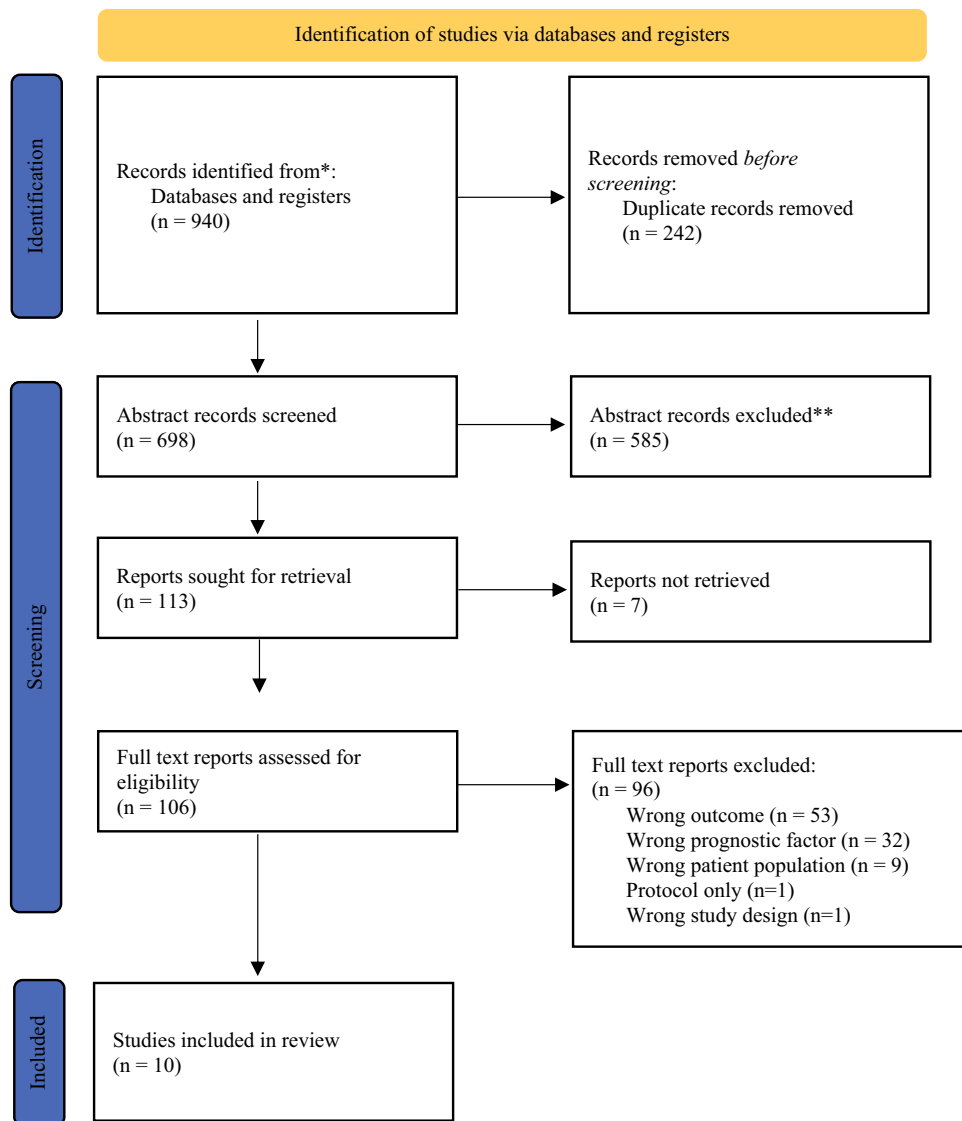 Identification of studies via databases and registers
Identification
Records identified from*:
Databases and registers
(n = 940)
Records removed before
screening:
Duplicate records removed
(n = 242)
Screening
Abstract records screened
(n = 698)
Abstract records excluded**
(n = 585)
Reports sought for retrieval
(n = 113)
Reports not retrieved
(n = 7)
Full text reports assessed for
eligibility
(n = 106)
Full text reports excluded:
(n = 96)
Wrong outcome (n = 53)
Wrong prognostic factor (n = 32)
Wrong patient population (n = 9)
Protocol only (n=1)
Wrong study design (n=1)
Included
Studies included in review
(n = 10)